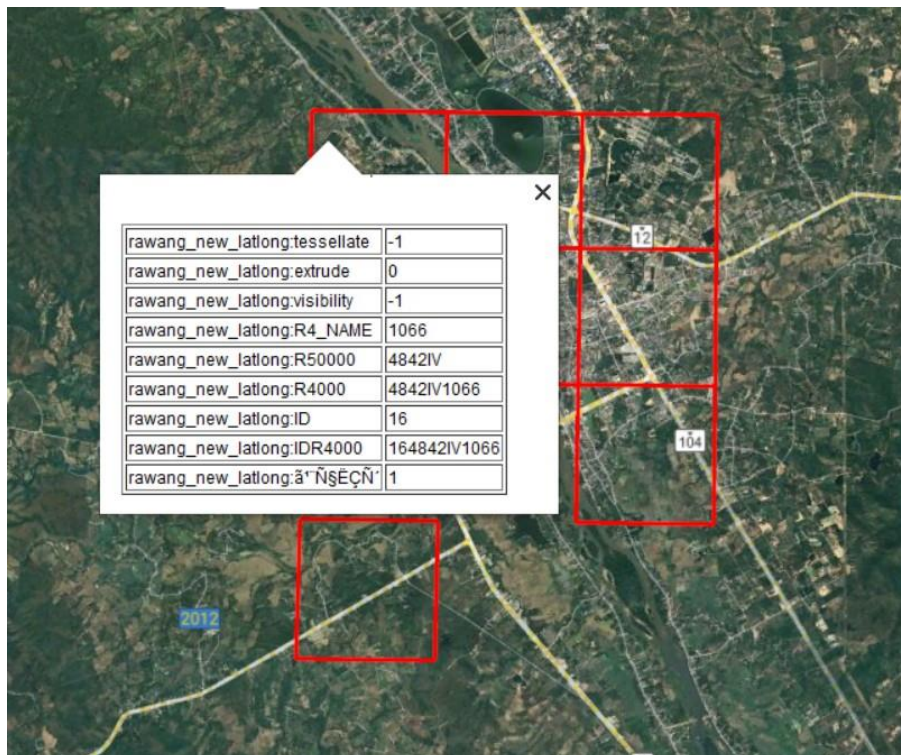 12
×
rawang_new_latlong:tessellate -1
rawang_new_latlong:extrude 0
rawang_new_latlong:visibility -1
rawang_new_latlong:R4_NAME 1066
rawang_new_latlong:R50000 4842IV
rawang_new_latlong:R4000 4842IV1066
rawang_new_latlong:ID 16
rawang_new_latlong:IDR4000 164842IV1066
rawang_new_latlong:ã¹¨Ñ§ËÇÑ´ 1
104
2012